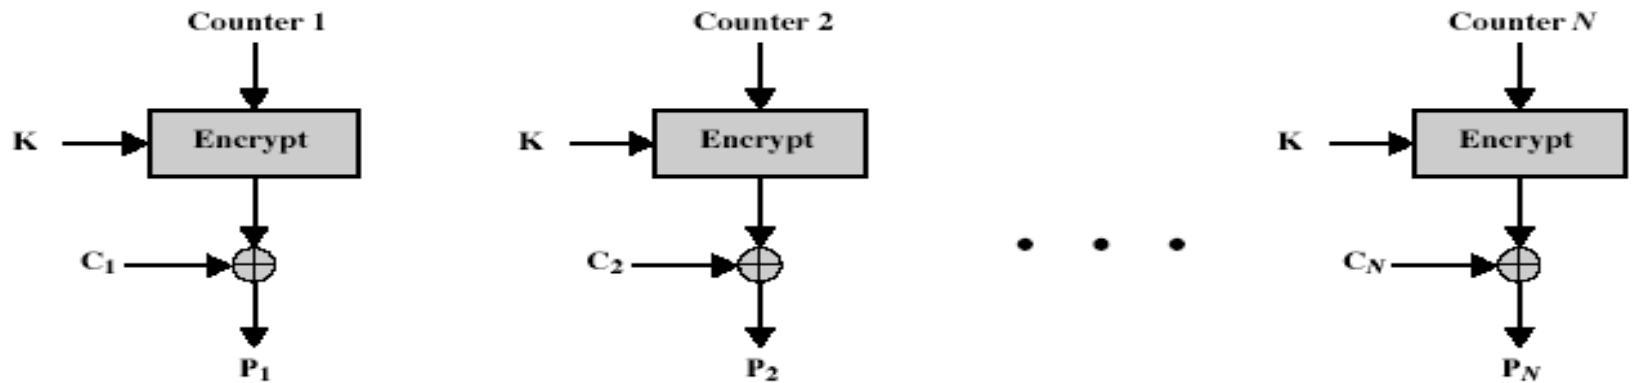 Counter 1 Counter 2 Counter N
K Encrypt K Encrypt K Encrypt
C1 C2 CN
P1 P2 PN